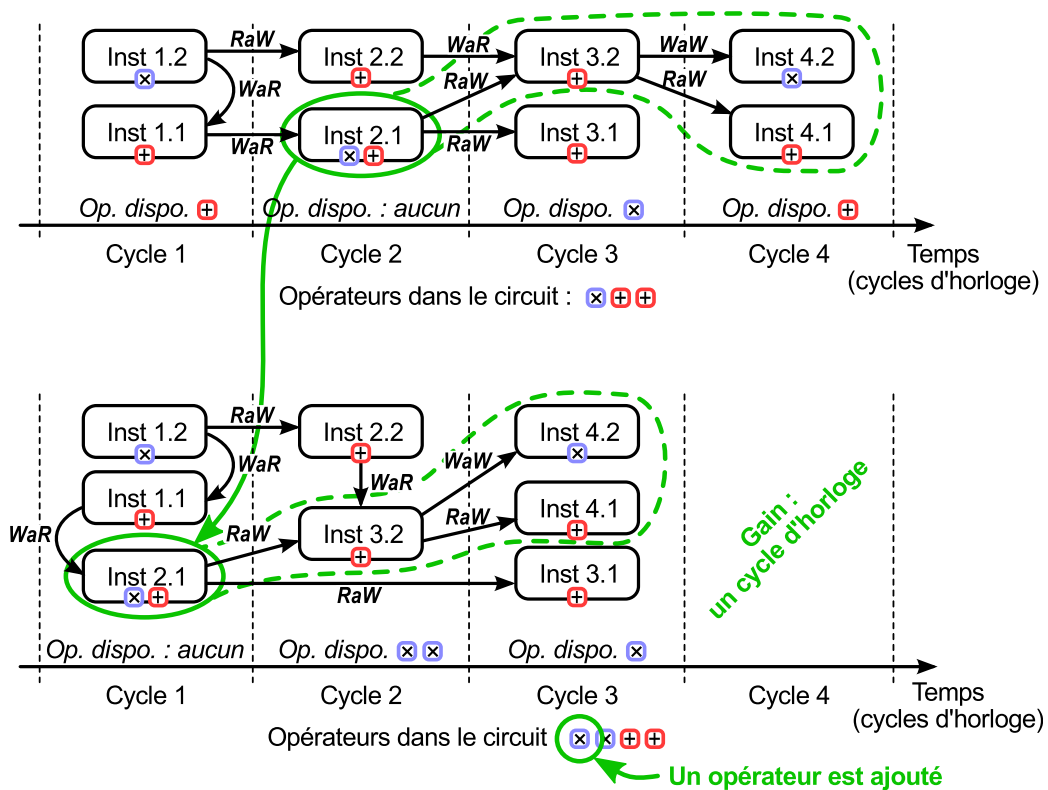 Inst 1.2 RaW Inst 2.2 WaR Inst 3.2 WaW Inst 4.2
× + + ×
WaR RaW RaW
Inst 1.1 WaR Inst 2.1 RaW Inst 3.1 Inst 4.1
+ × + + +
Op. dispo. + Op. dispo. : aucun Op. dispo. × Op. dispo. +
Cycle 1 Cycle 2 Cycle 3 Cycle 4 Temps
(cycles d'horloge)
Opérateurs dans le circuit : × + +
Inst 1.2 RaW Inst 2.2 Inst 4.2
× + ×
WaR WaR WaW
Inst 1.1 Inst 4.1
+ +
WaR RaW Inst 3.2 RaW
+
Inst 2.1 RaW Inst 3.1
× + +
Gain :
un cycle d'horloge
Op. dispo. : aucun Op. dispo. × × Op. dispo. ×
Cycle 1 Cycle 2 Cycle 3 Cycle 4 Temps
(cycles d'horloge)
Opérateurs dans le circuit × × + +
Un opérateur est ajouté